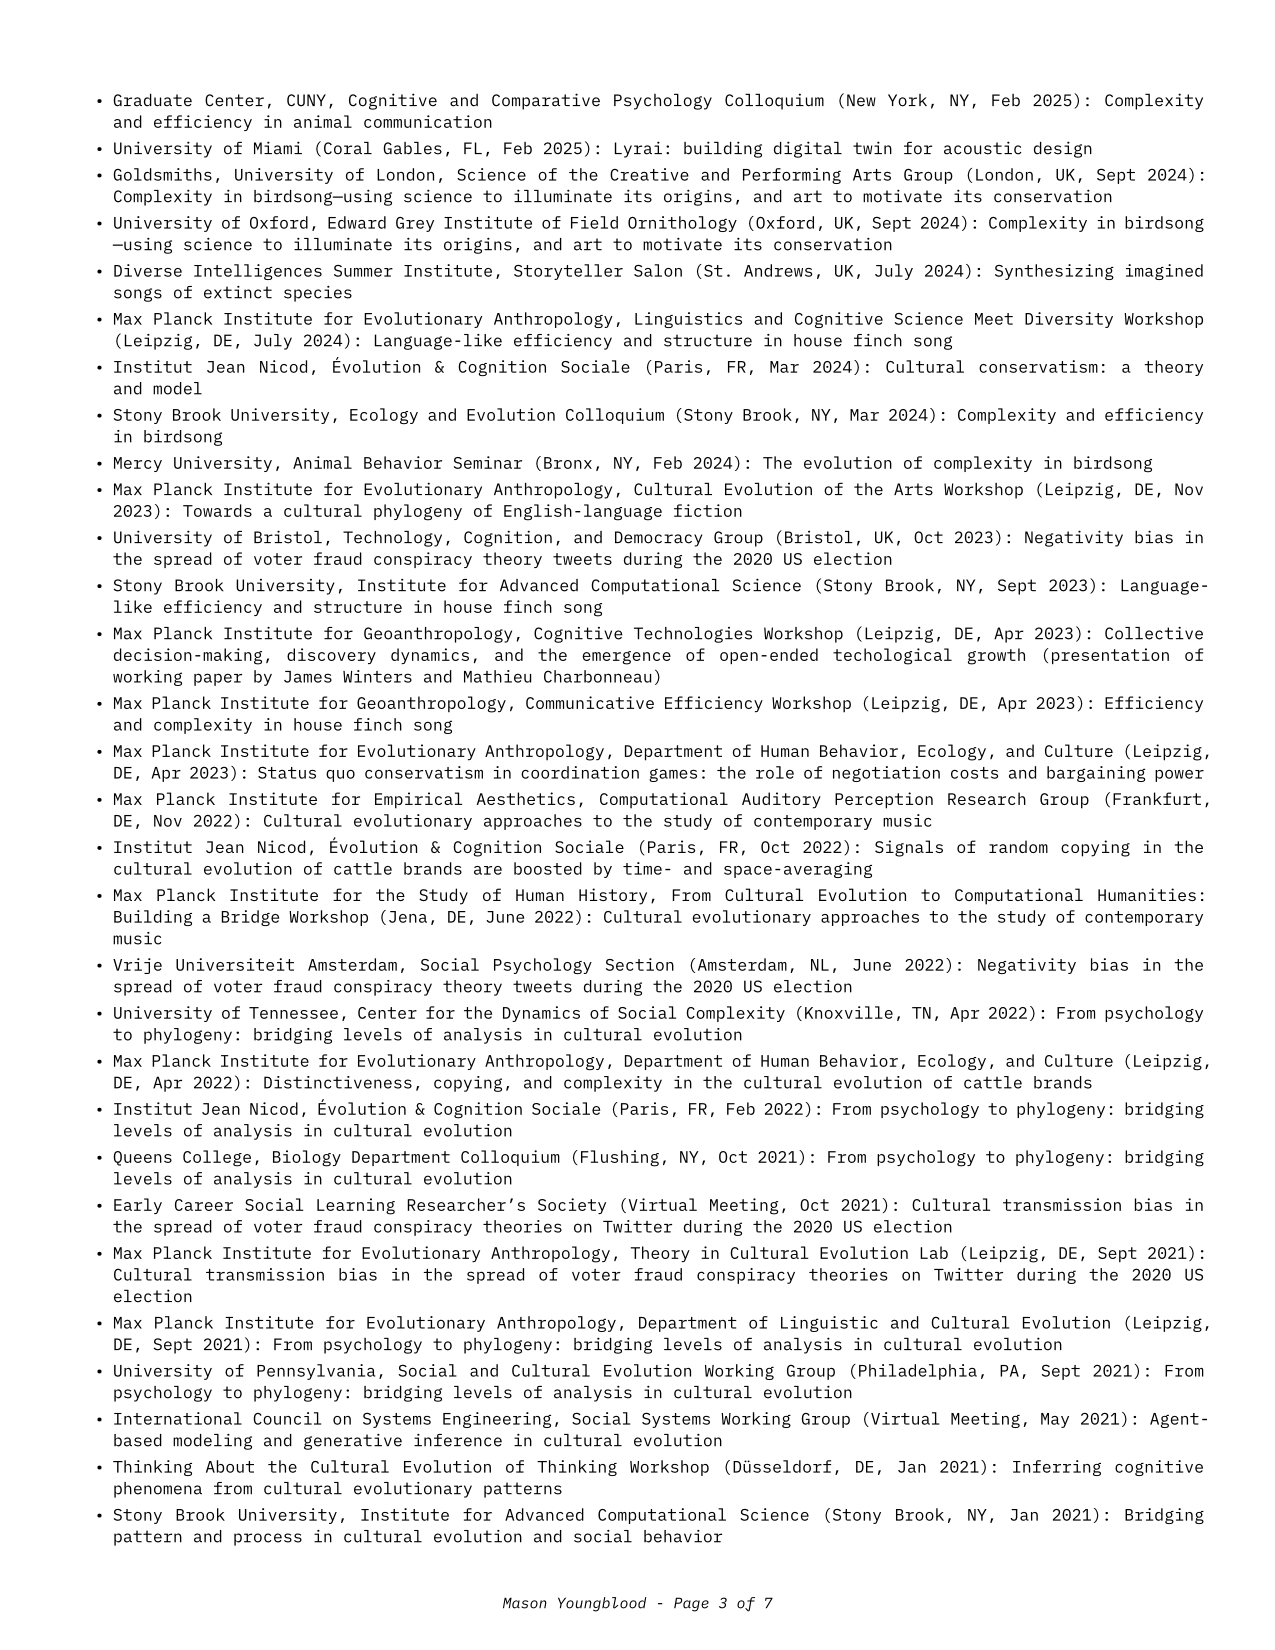 • Graduate Center, CUNY, Cognitive and Comparative Psychology Colloquium (New York, NY, Feb 2025): Complexity
and efficiency in animal communication
• University of Miami (Coral Gables, FL, Feb 2025): Lyrai: building digital twin for acoustic design
• Goldsmiths, University of London, Science of the Creative and Performing Arts Group (London, UK, Sept 2024):
Complexity in birdsong—using science to illuminate its origins, and art to motivate its conservation
• University of Oxford, Edward Grey Institute of Field Ornithology (Oxford, UK, Sept 2024): Complexity in birdsong
—using science to illuminate its origins, and art to motivate its conservation
• Diverse Intelligences Summer Institute, Storyteller Salon (St. Andrews, UK, July 2024): Synthesizing imagined
songs of extinct species
• Max Planck Institute for Evolutionary Anthropology, Linguistics and Cognitive Science Meet Diversity Workshop
(Leipzig, DE, July 2024): Language-like efficiency and structure in house finch song
• Institut Jean Nicod, Évolution & Cognition Sociale (Paris, FR, Mar 2024): Cultural conservatism: a theory
and model
• Stony Brook University, Ecology and Evolution Colloquium (Stony Brook, NY, Mar 2024): Complexity and efficiency
in birdsong
• Mercy University, Animal Behavior Seminar (Bronx, NY, Feb 2024): The evolution of complexity in birdsong
• Max Planck Institute for Evolutionary Anthropology, Cultural Evolution of the Arts Workshop (Leipzig, DE, Nov
2023): Towards a cultural phylogeny of English-language fiction
• University of Bristol, Technology, Cognition, and Democracy Group (Bristol, UK, Oct 2023): Negativity bias in
the spread of voter fraud conspiracy theory tweets during the 2020 US election
• Stony Brook University, Institute for Advanced Computational Science (Stony Brook, NY, Sept 2023): Language-
like efficiency and structure in house finch song
• Max Planck Institute for Geoanthropology, Cognitive Technologies Workshop (Leipzig, DE, Apr 2023): Collective
decision-making, discovery dynamics, and the emergence of open-ended techological growth (presentation of
working paper by James Winters and Mathieu Charbonneau)
• Max Planck Institute for Geoanthropology, Communicative Efficiency Workshop (Leipzig, DE, Apr 2023): Efficiency
and complexity in house finch song
• Max Planck Institute for Evolutionary Anthropology, Department of Human Behavior, Ecology, and Culture (Leipzig,
DE, Apr 2023): Status quo conservatism in coordination games: the role of negotiation costs and bargaining power
• Max Planck Institute for Empirical Aesthetics, Computational Auditory Perception Research Group (Frankfurt,
DE, Nov 2022): Cultural evolutionary approaches to the study of contemporary music
• Institut Jean Nicod, Évolution & Cognition Sociale (Paris, FR, Oct 2022): Signals of random copying in the
cultural evolution of cattle brands are boosted by time- and space-averaging
• Max Planck Institute for the Study of Human History, From Cultural Evolution to Computational Humanities:
Building a Bridge Workshop (Jena, DE, June 2022): Cultural evolutionary approaches to the study of contemporary
music
• Vrije Universiteit Amsterdam, Social Psychology Section (Amsterdam, NL, June 2022): Negativity bias in the
spread of voter fraud conspiracy theory tweets during the 2020 US election
• University of Tennessee, Center for the Dynamics of Social Complexity (Knoxville, TN, Apr 2022): From psychology
to phylogeny: bridging levels of analysis in cultural evolution
• Max Planck Institute for Evolutionary Anthropology, Department of Human Behavior, Ecology, and Culture (Leipzig,
DE, Apr 2022): Distinctiveness, copying, and complexity in the cultural evolution of cattle brands
• Institut Jean Nicod, Évolution & Cognition Sociale (Paris, FR, Feb 2022): From psychology to phylogeny: bridging
levels of analysis in cultural evolution
• Queens College, Biology Department Colloquium (Flushing, NY, Oct 2021): From psychology to phylogeny: bridging
levels of analysis in cultural evolution
• Early Career Social Learning Researcher’s Society (Virtual Meeting, Oct 2021): Cultural transmission bias in
the spread of voter fraud conspiracy theories on Twitter during the 2020 US election
• Max Planck Institute for Evolutionary Anthropology, Theory in Cultural Evolution Lab (Leipzig, DE, Sept 2021):
Cultural transmission bias in the spread of voter fraud conspiracy theories on Twitter during the 2020 US
election
• Max Planck Institute for Evolutionary Anthropology, Department of Linguistic and Cultural Evolution (Leipzig,
DE, Sept 2021): From psychology to phylogeny: bridging levels of analysis in cultural evolution
• University of Pennsylvania, Social and Cultural Evolution Working Group (Philadelphia, PA, Sept 2021): From
psychology to phylogeny: bridging levels of analysis in cultural evolution
• International Council on Systems Engineering, Social Systems Working Group (Virtual Meeting, May 2021): Agent-
based modeling and generative inference in cultural evolution
• Thinking About the Cultural Evolution of Thinking Workshop (Düsseldorf, DE, Jan 2021): Inferring cognitive
phenomena from cultural evolutionary patterns
• Stony Brook University, Institute for Advanced Computational Science (Stony Brook, NY, Jan 2021): Bridging
pattern and process in cultural evolution and social behavior
Mason Youngblood - Page 3 of 7